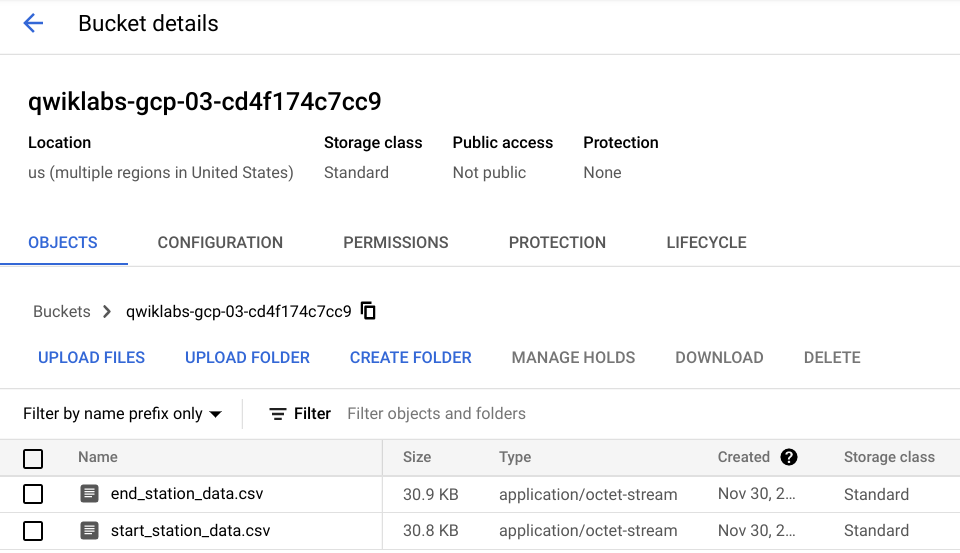 Bucket details
qwiklabs-gcp-03-cd4f174c7cc9
Location Storage class Public access Protection
us (multiple regions in United States) Standard Not public None
OBJECTS CONFIGURATION PERMISSIONS PROTECTION LIFECYCLE
Buckets > qwiklabs-gcp-03-cd4f174c7cc9
UPLOAD FILES UPLOAD FOLDER CREATE FOLDER MANAGE HOLDS DOWNLOAD DELETE
Filter by name prefix only Filter Filter objects and folders
Name Size Type Created ? Storage class
end_station_data.csv 30.9 KB application/octet-stream Nov 30, 2... Standard
start_station_data.csv 30.8 KB application/octet-stream Nov 30, 2... Standard